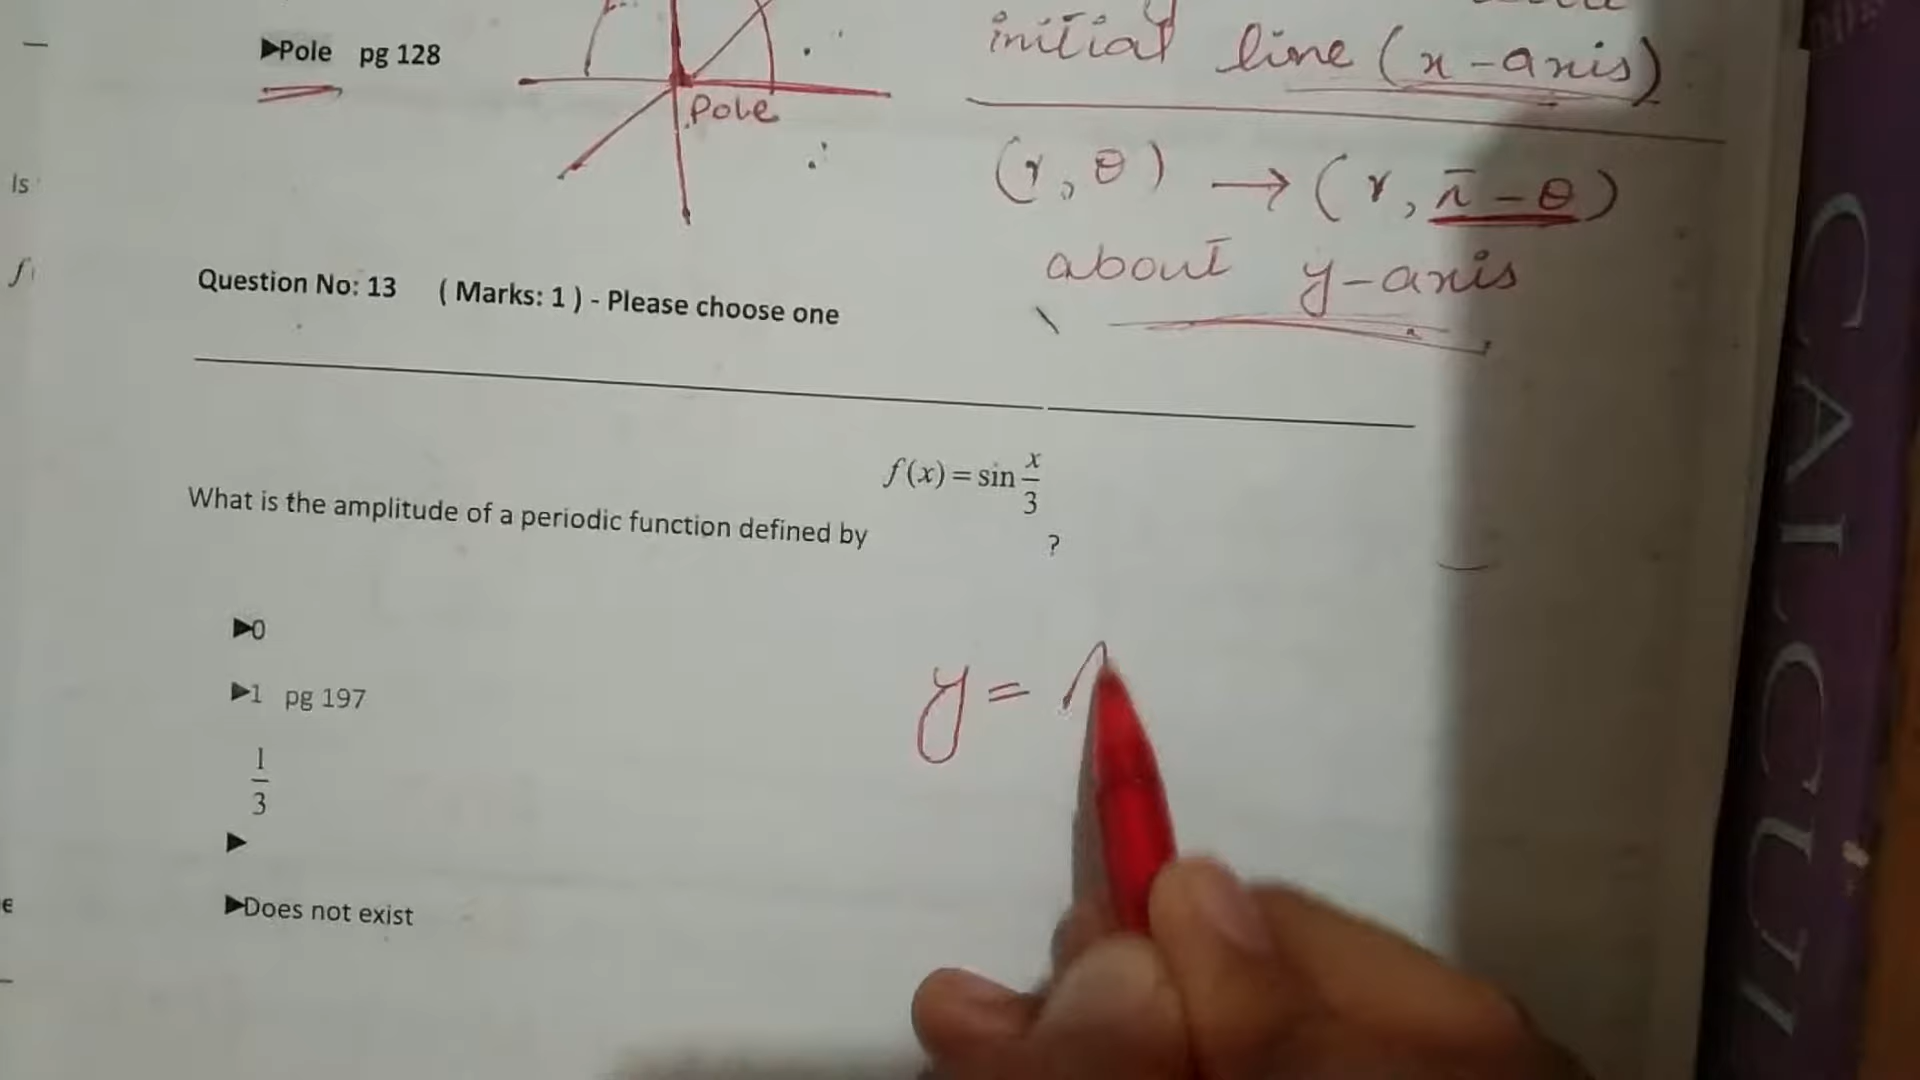 initial line (x-axis)
▶Pole pg 128
Pole
(r, θ) → (r, π - θ)
about y-axis
Question No: 13 ( Marks: 1 ) - Please choose one
f(x) = sin x/3
What is the amplitude of a periodic function defined by ?
▶0
▶1 pg 197
1/3
▶
▶Does not exist
y =
CALCU